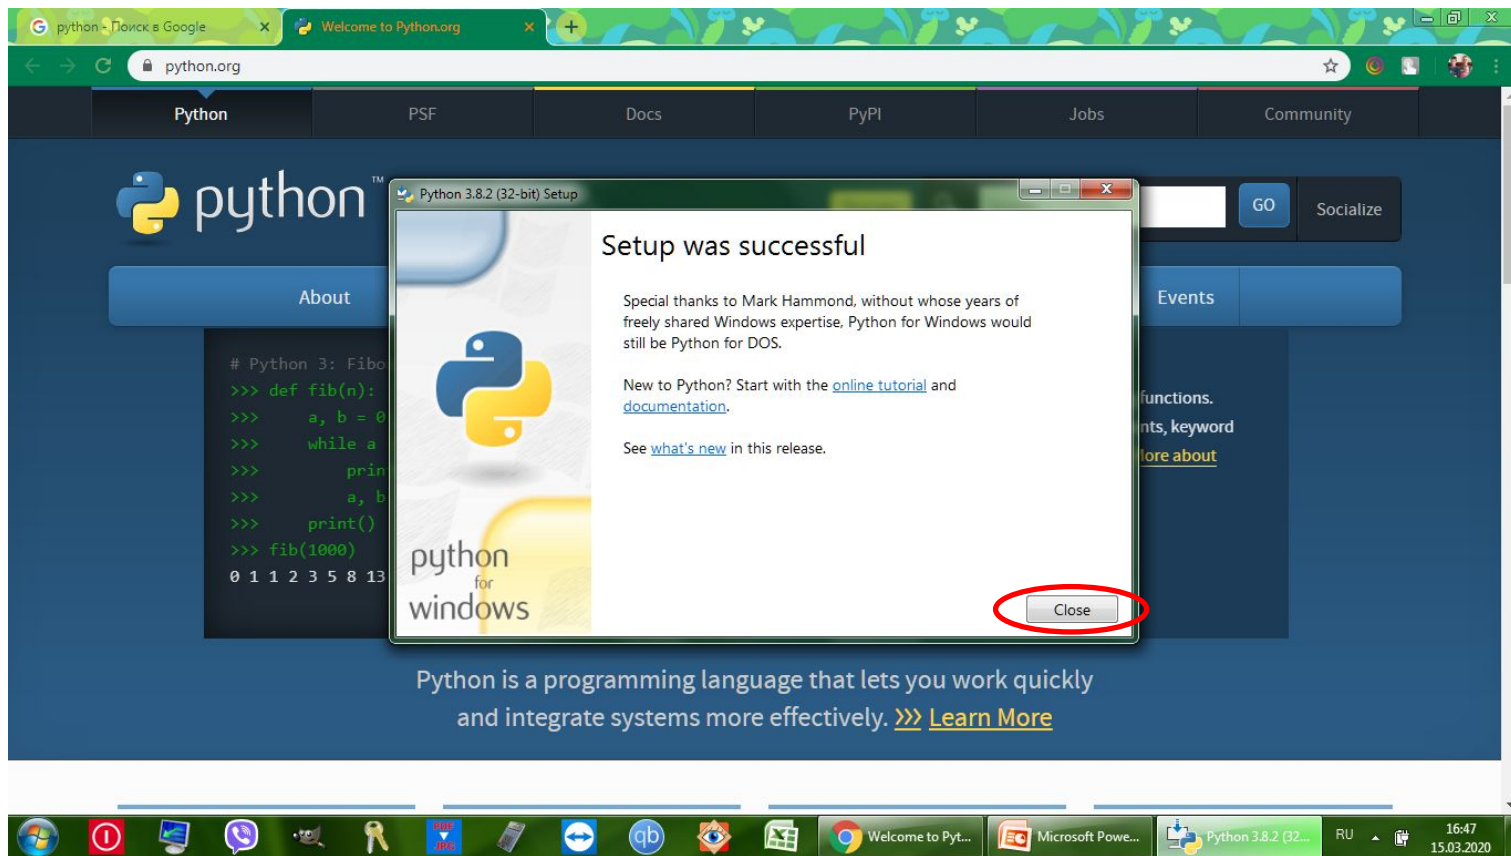 python - Поиск в Google
Welcome to Python.org
python.org
Python
PSF
Docs
PyPI
Jobs
Community
python™
GO
Socialize
About
Events
# Python 3: Fibo
>>> def fib(n):
>>> a, b = 0
>>> while a
>>> prin
>>> a, b
>>> print()
>>> fib(1000)
0 1 1 2 3 5 8 13
functions.
nts, keyword
More about
Python 3.8.2 (32-bit) Setup
Setup was successful
Special thanks to Mark Hammond, without whose years of
freely shared Windows expertise, Python for Windows would
still be Python for DOS.
New to Python? Start with the online tutorial and
documentation.
See what's new in this release.
python
for
windows
Close
Python is a programming language that lets you work quickly
and integrate systems more effectively. >>> Learn More
PDF
JPG
qb
Welcome to Pyt...
Microsoft Powe...
Python 3.8.2 (32...
RU
16:47
15.03.2020